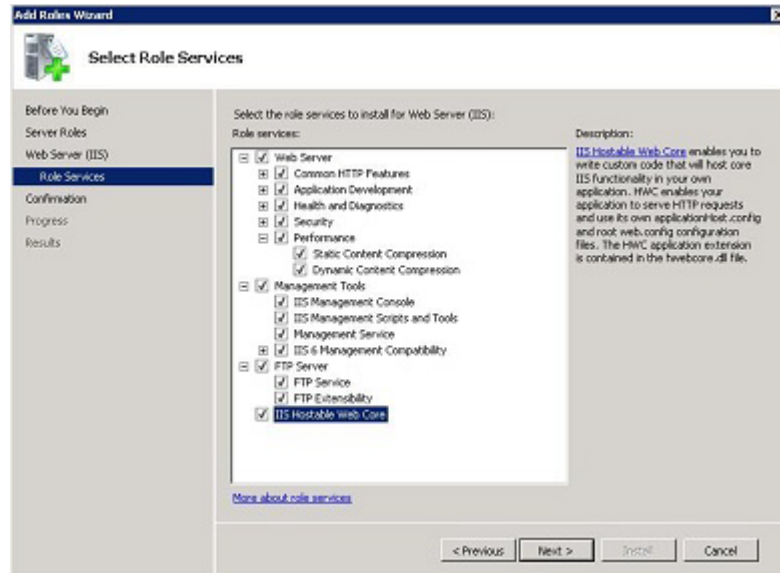 Add Roles Wizard
Select Role Services
Before You Begin
Server Roles
Web Server (IIS)
Role Services
Confirmation
Progress
Results
Select the role services to install for Web Server (IIS):
Role services:
Web Server
Common HTTP Features
Application Development
Health and Diagnostics
Security
Performance
Static Content Compression
Dynamic Content Compression
Management Tools
IIS Management Console
IIS Management Scripts and Tools
Management Service
IIS 6 Management Compatibility
FTP Server
FTP Service
FTP Extensibility
IIS Hostable Web Core
More about role services
Description:
IIS Hostable Web Core enables you to
write custom code that will host core
IIS functionality in your own
application. HWC enables your
application to serve HTTP requests
and use its own applicationHost.config
and root web.config configuration
files. The HWC application extension
is contained in the hwebcore.dll file.
< Previous
Next >
Install
Cancel